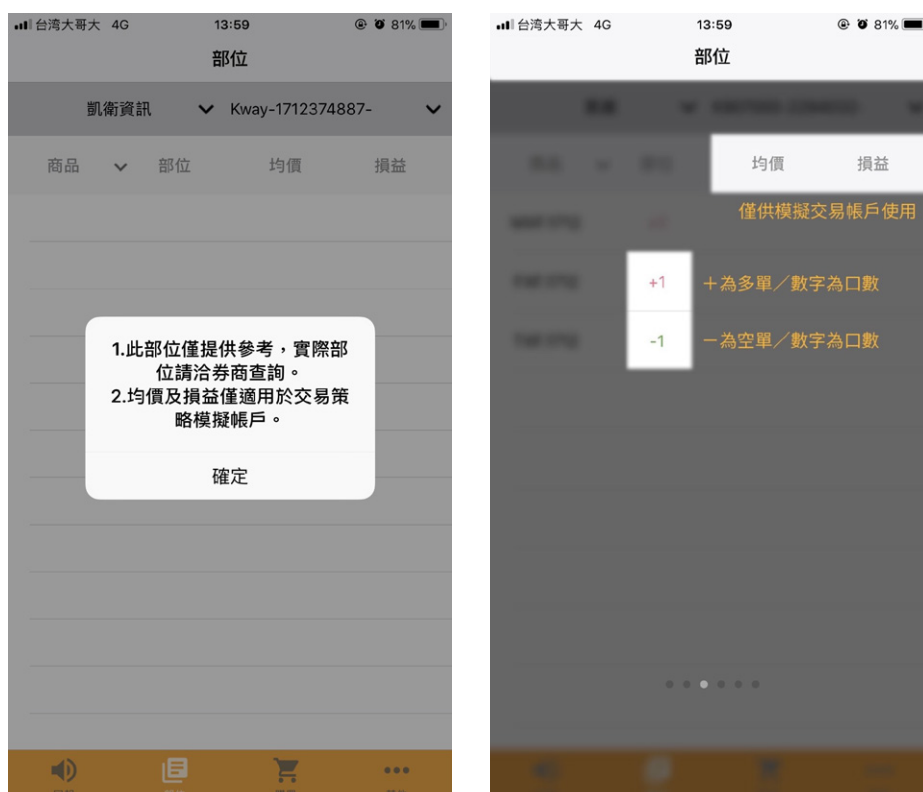 台湾大哥大 4G 13:59 81%
部位
凱衛資訊 Kway-1712374887-
商品 部位 均價 損益
1.此部位僅提供參考，實際部
位請洽券商查詢。
2.均價及損益僅適用於交易策
略模擬帳戶。
確定
台湾大哥大 4G 13:59 81%
部位
均價 損益
僅供模擬交易帳戶使用
+1 ＋為多單／數字為口數
-1 －為空單／數字為口數